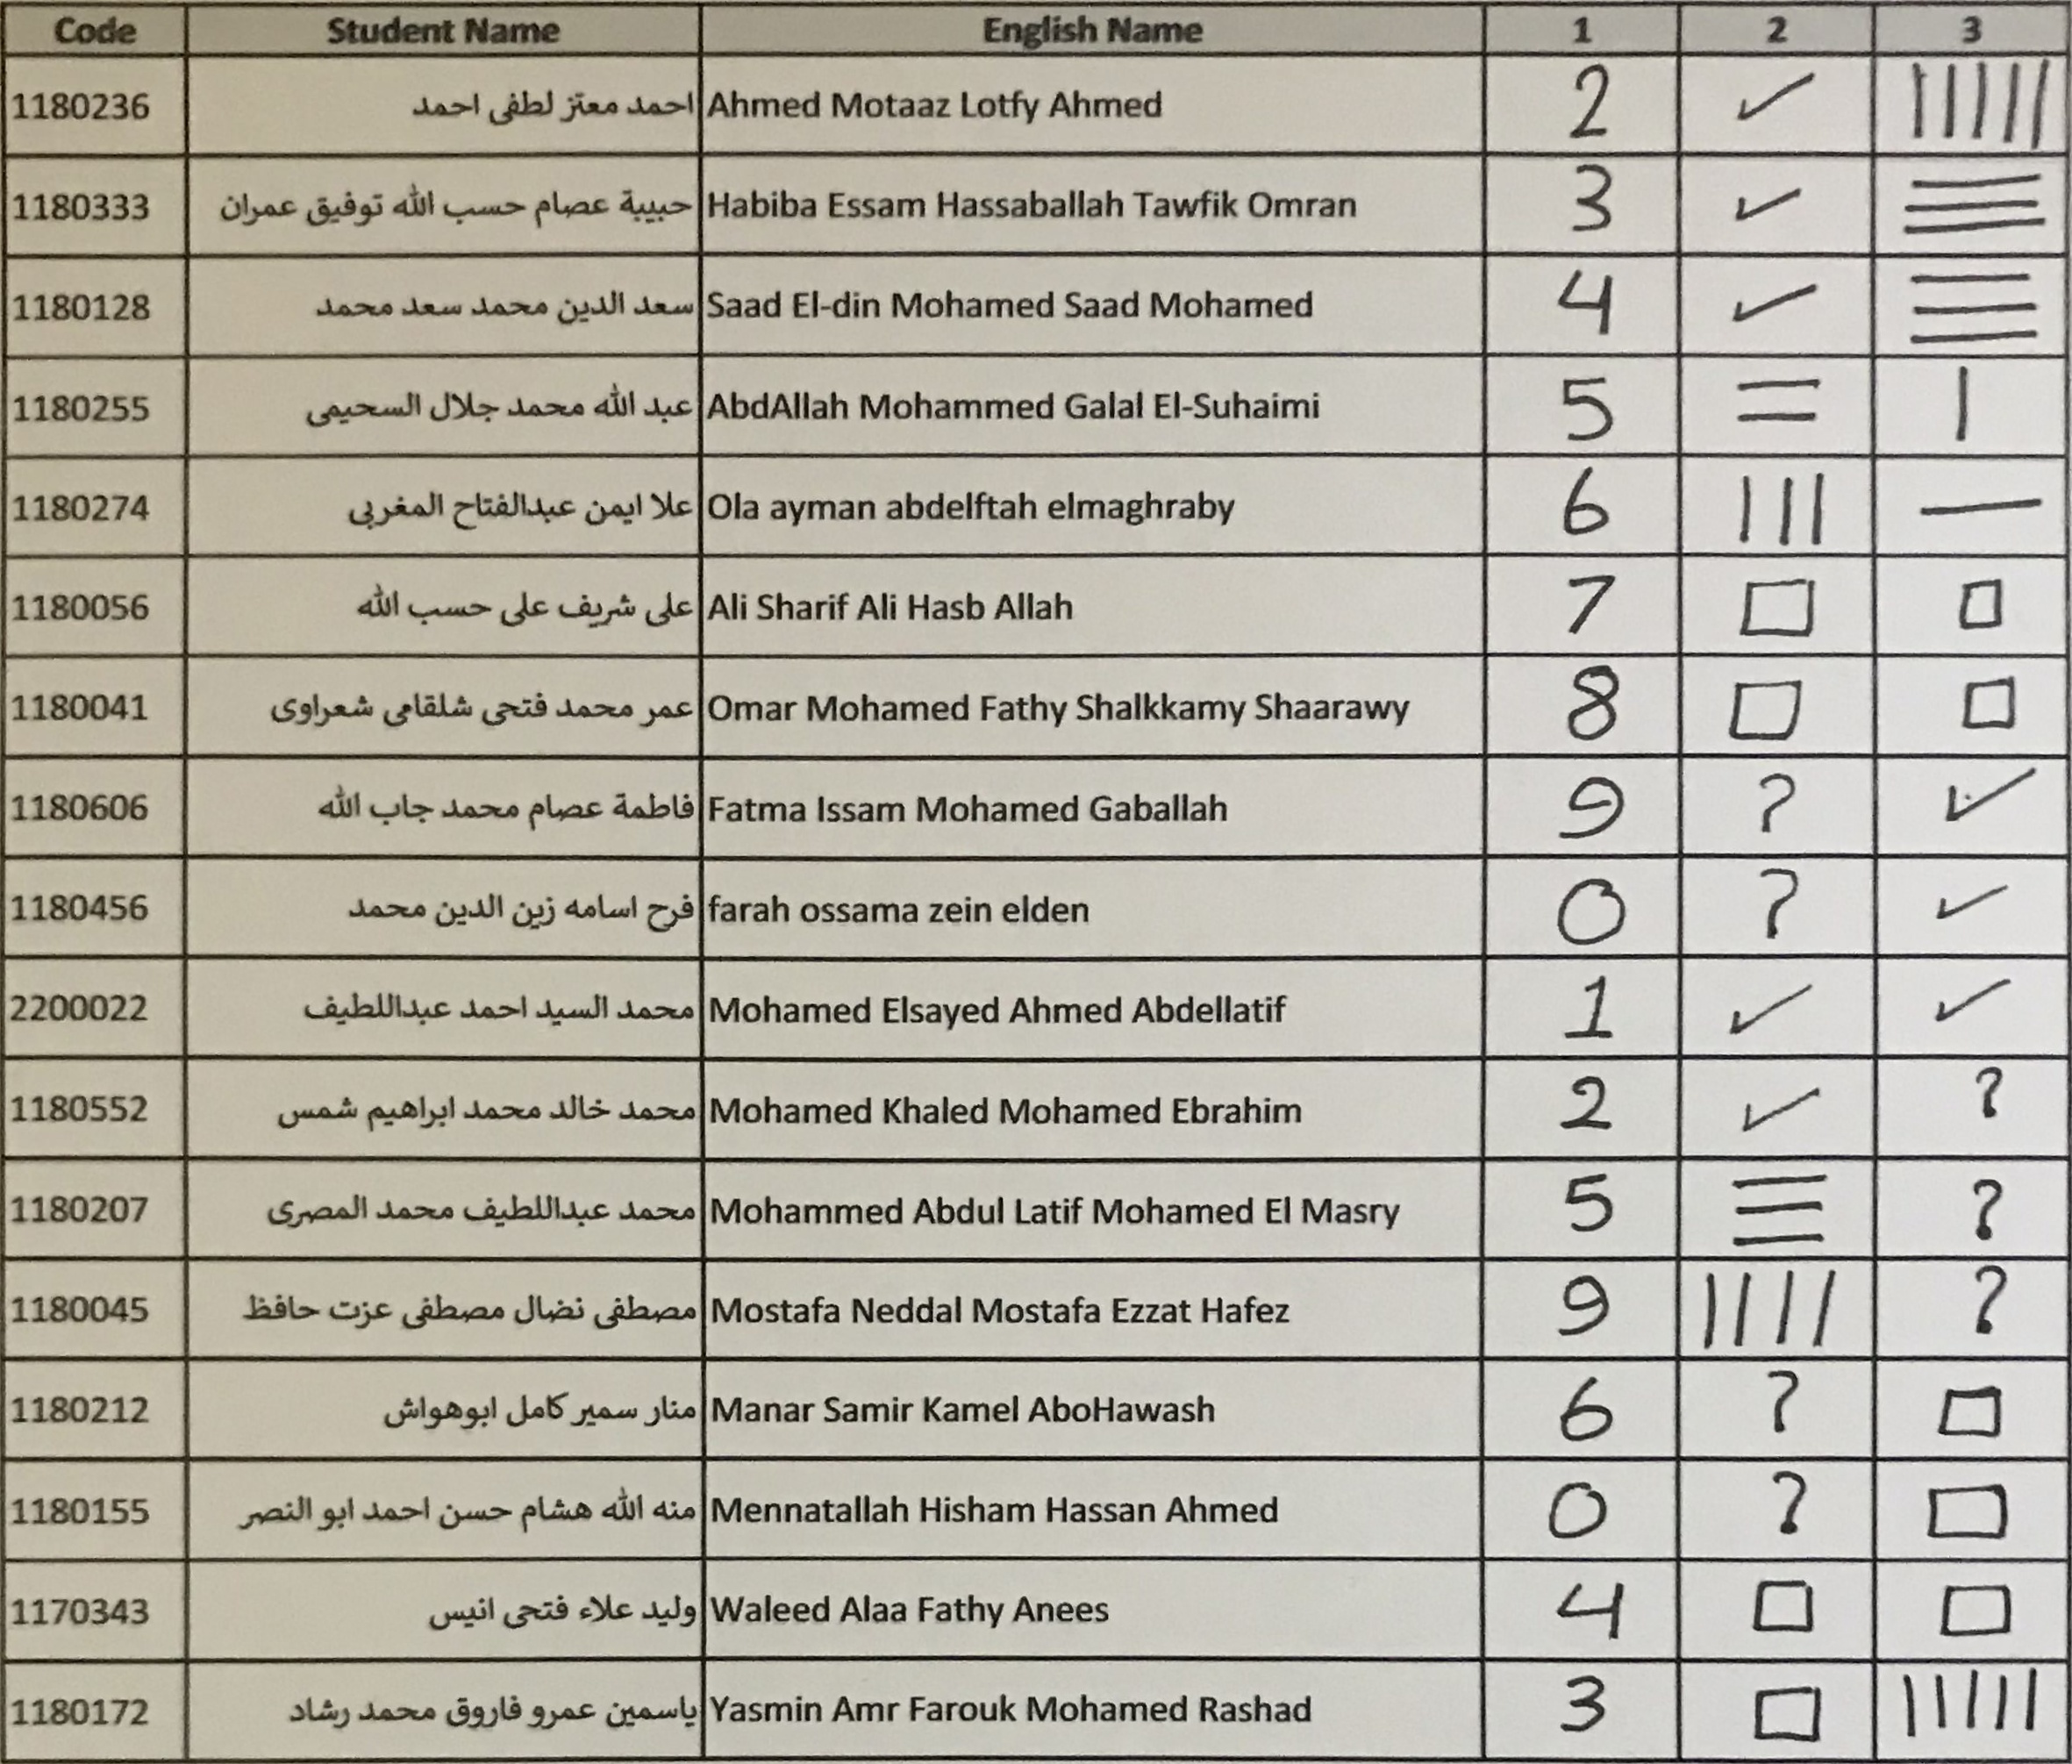 Code Student Name English Name 1 2 3
1180236 احمد معتز لطفى احمد Ahmed Motaaz Lotfy Ahmed 2 ✓ |||||
1180333 حبيبة عصام حسب الله توفيق عمران Habiba Essam Hassaballah Tawfik Omran 3 ✓ ☰
1180128 سعد الدين محمد سعد محمد Saad El-din Mohamed Saad Mohamed 4 ✓ ☰
1180255 عبد الله محمد جلال السحيمى AbdAllah Mohammed Galal El-Suhaimi 5 = |
1180274 علا ايمن عبدالفتاح المغربى Ola ayman abdelftah elmaghraby 6 ||| —
1180056 على شريف على حسب الله Ali Sharif Ali Hasb Allah 7 □ □
1180041 عمر محمد فتحى شلقامى شعراوى Omar Mohamed Fathy Shalkkamy Shaarawy 8 □ □
1180606 فاطمة عصام محمد جاب الله Fatma Issam Mohamed Gaballah 9 ? ✓
1180456 فرح اسامه زين الدين محمد farah ossama zein elden 0 ? ✓
2200022 محمد السيد احمد عبداللطيف Mohamed Elsayed Ahmed Abdellatif 1 ✓ ✓
1180552 محمد خالد محمد ابراهيم شمس Mohamed Khaled Mohamed Ebrahim 2 ✓ ?
1180207 محمد عبداللطيف محمد المصرى Mohammed Abdul Latif Mohamed El Masry 5 ☰ ?
1180045 مصطفى نضال مصطفى عزت حافظ Mostafa Neddal Mostafa Ezzat Hafez 9 |||| ?
1180212 منار سمير كامل ابوهواش Manar Samir Kamel AboHawash 6 ? □
1180155 منه الله هشام حسن احمد ابو النصر Mennatallah Hisham Hassan Ahmed 0 ? □
1170343 وليد علاء فتحى انيس Waleed Alaa Fathy Anees 4 □ □
1180172 ياسمين عمرو فاروق محمد رشاد Yasmin Amr Farouk Mohamed Rashad 3 □ |||||